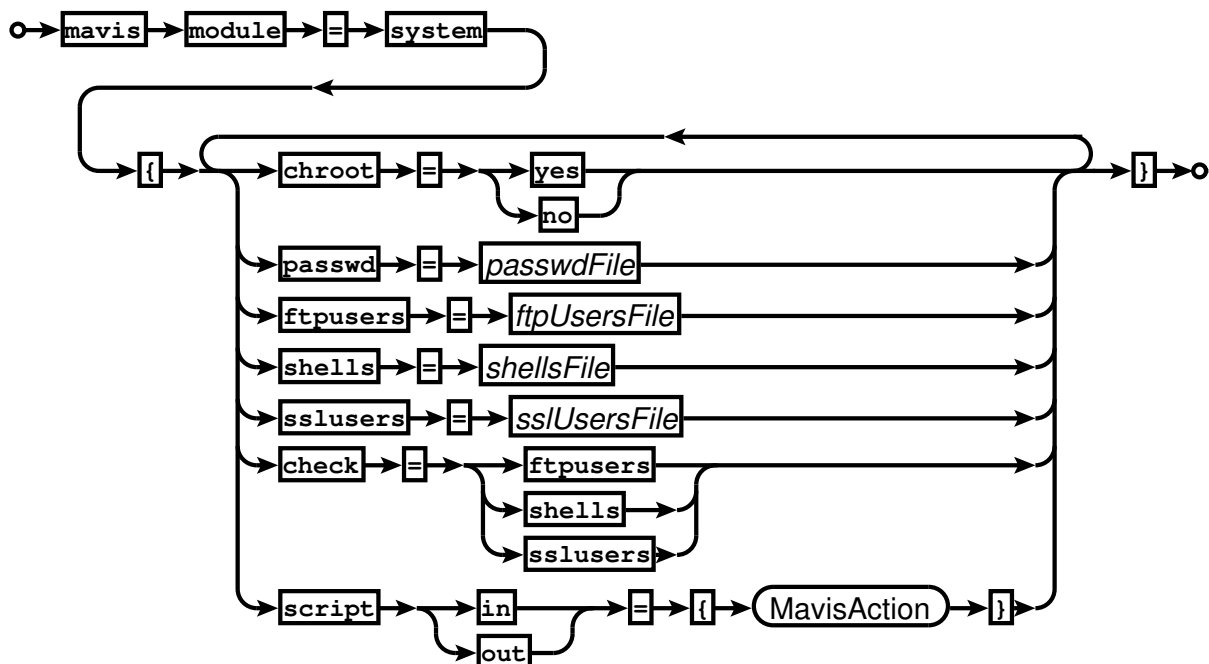 mavis module = system
{ chroot = yes }
no
passwd = passwdFile
ftpusers = ftpUsersFile
shells = shellsFile
sslusers = sslUsersFile
check = ftpusers
shells
sslusers
script in = { MavisAction }
out